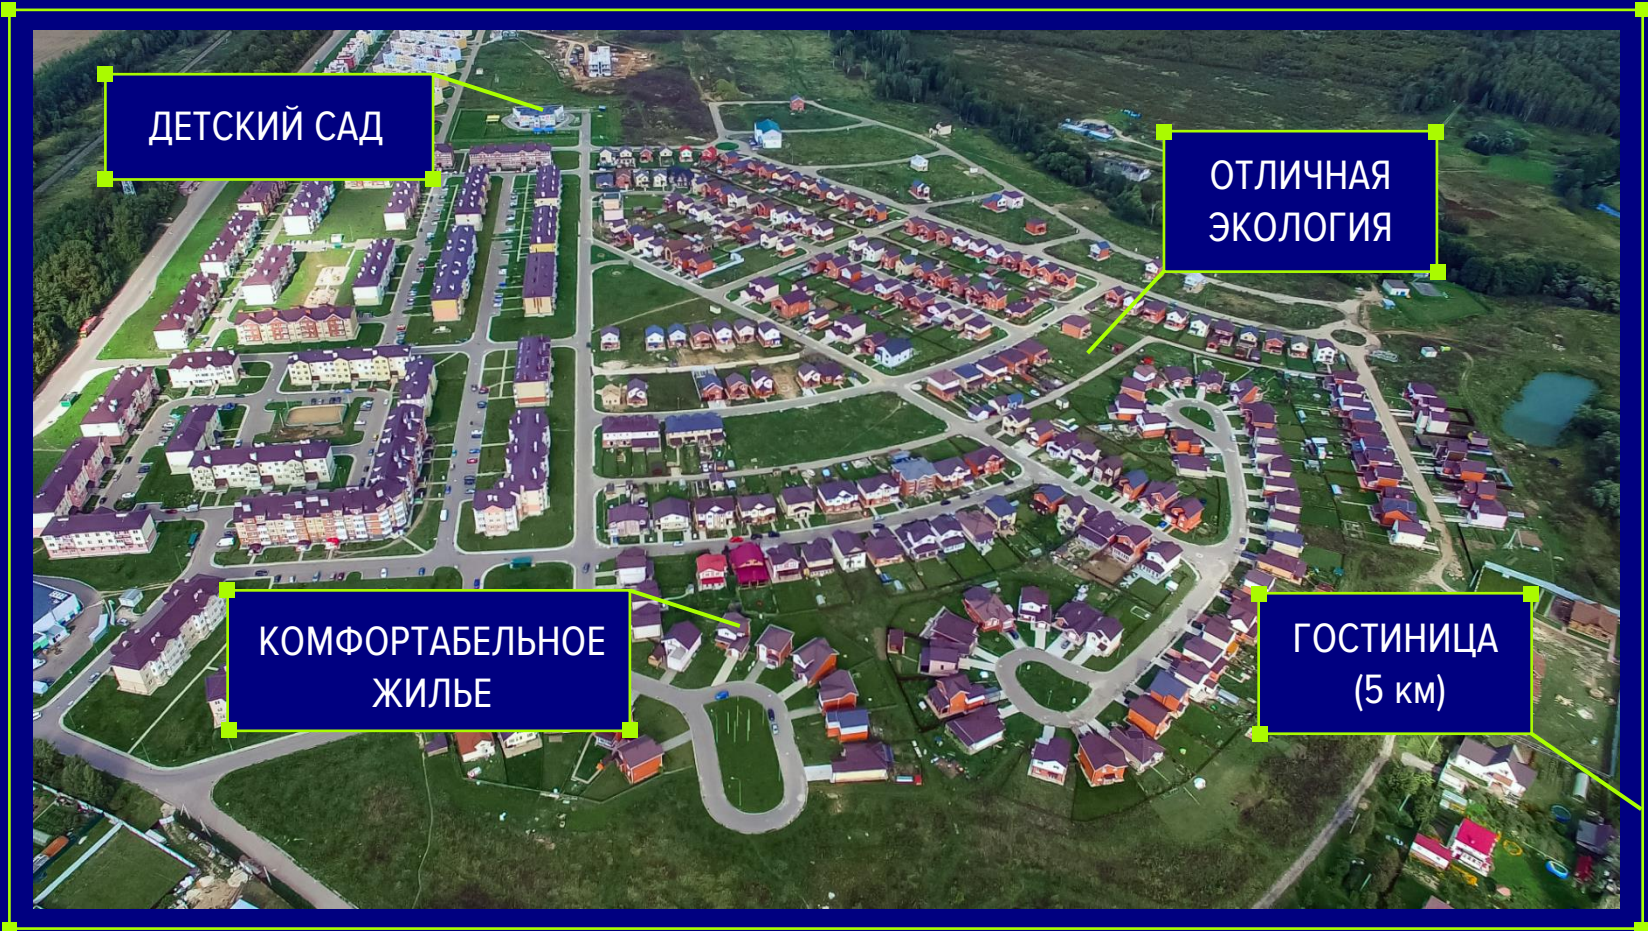 ДЕТСКИЙ САД
ОТЛИЧНАЯ
ЭКОЛОГИЯ
КОМФОРТАБЕЛЬНОЕ
ЖИЛЬЕ
ГОСТИНИЦА
(5 км)